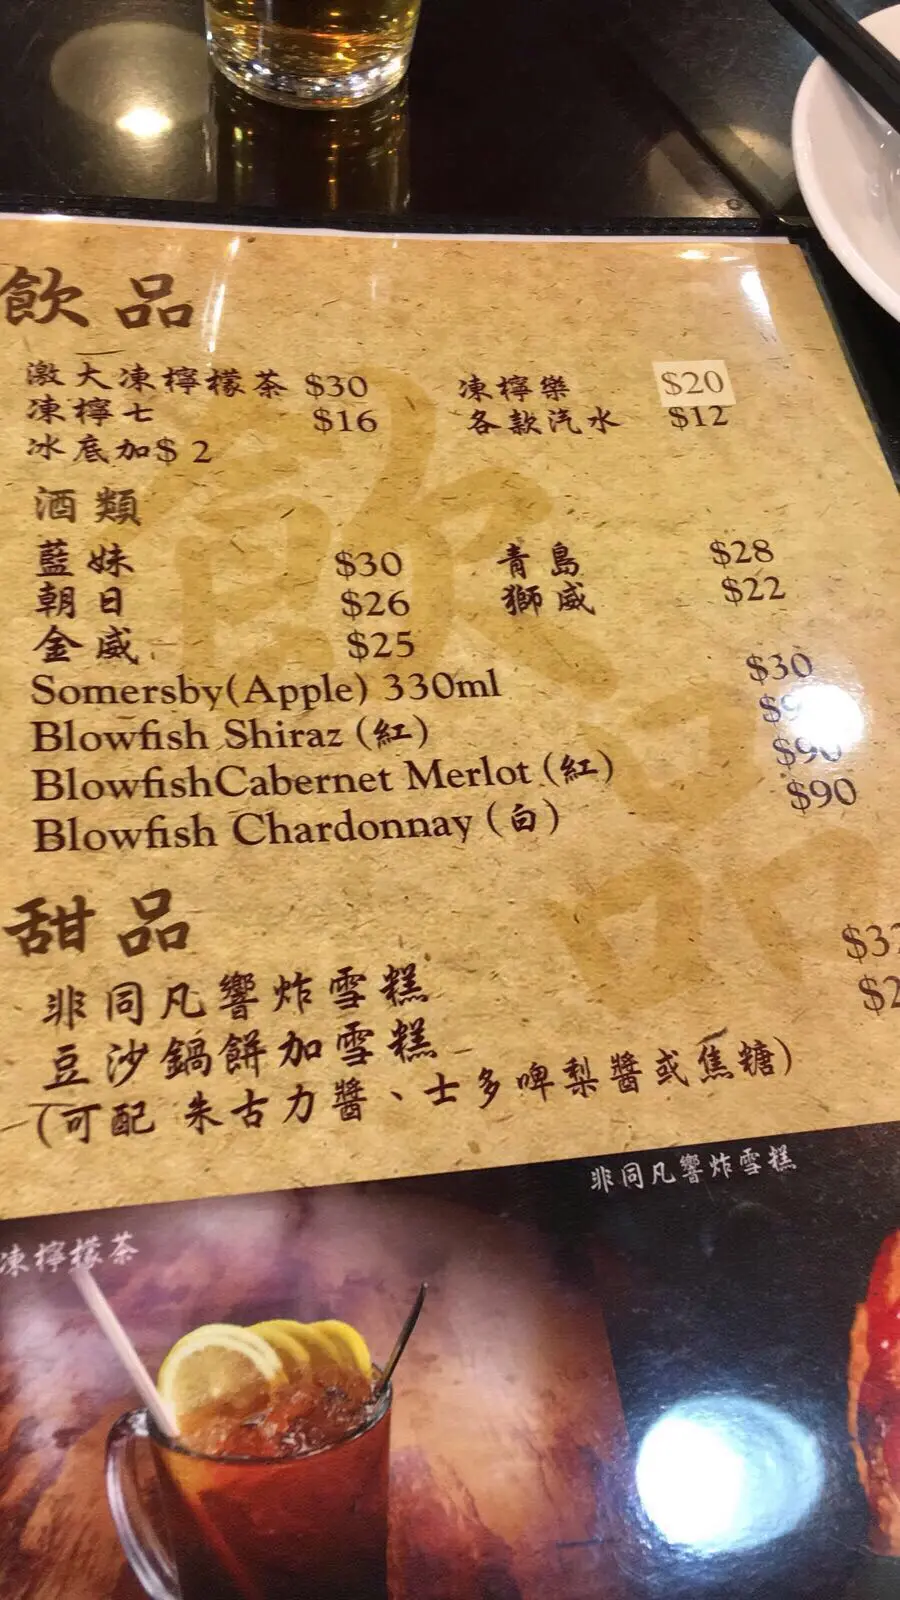 飲品
激大凍檸檬茶 $30 凍檸樂 $20
凍檸七 $16 各款汽水 $12
冰底加$ 2
酒類
藍妹 $30 青島 $28
朝日 $26 獅威 $22
金威 $25
Somersby(Apple) 330ml $30
Blowfish Shiraz (紅)
BlowfishCabernet Merlot (紅) $90
Blowfish Chardonnay (白) $90
甜品
非同凡響炸雪糕
豆沙鍋餅加雪糕
(可配 朱古力醬、士多啤梨醬或焦糖)
非同凡響炸雪糕
凍檸檬茶